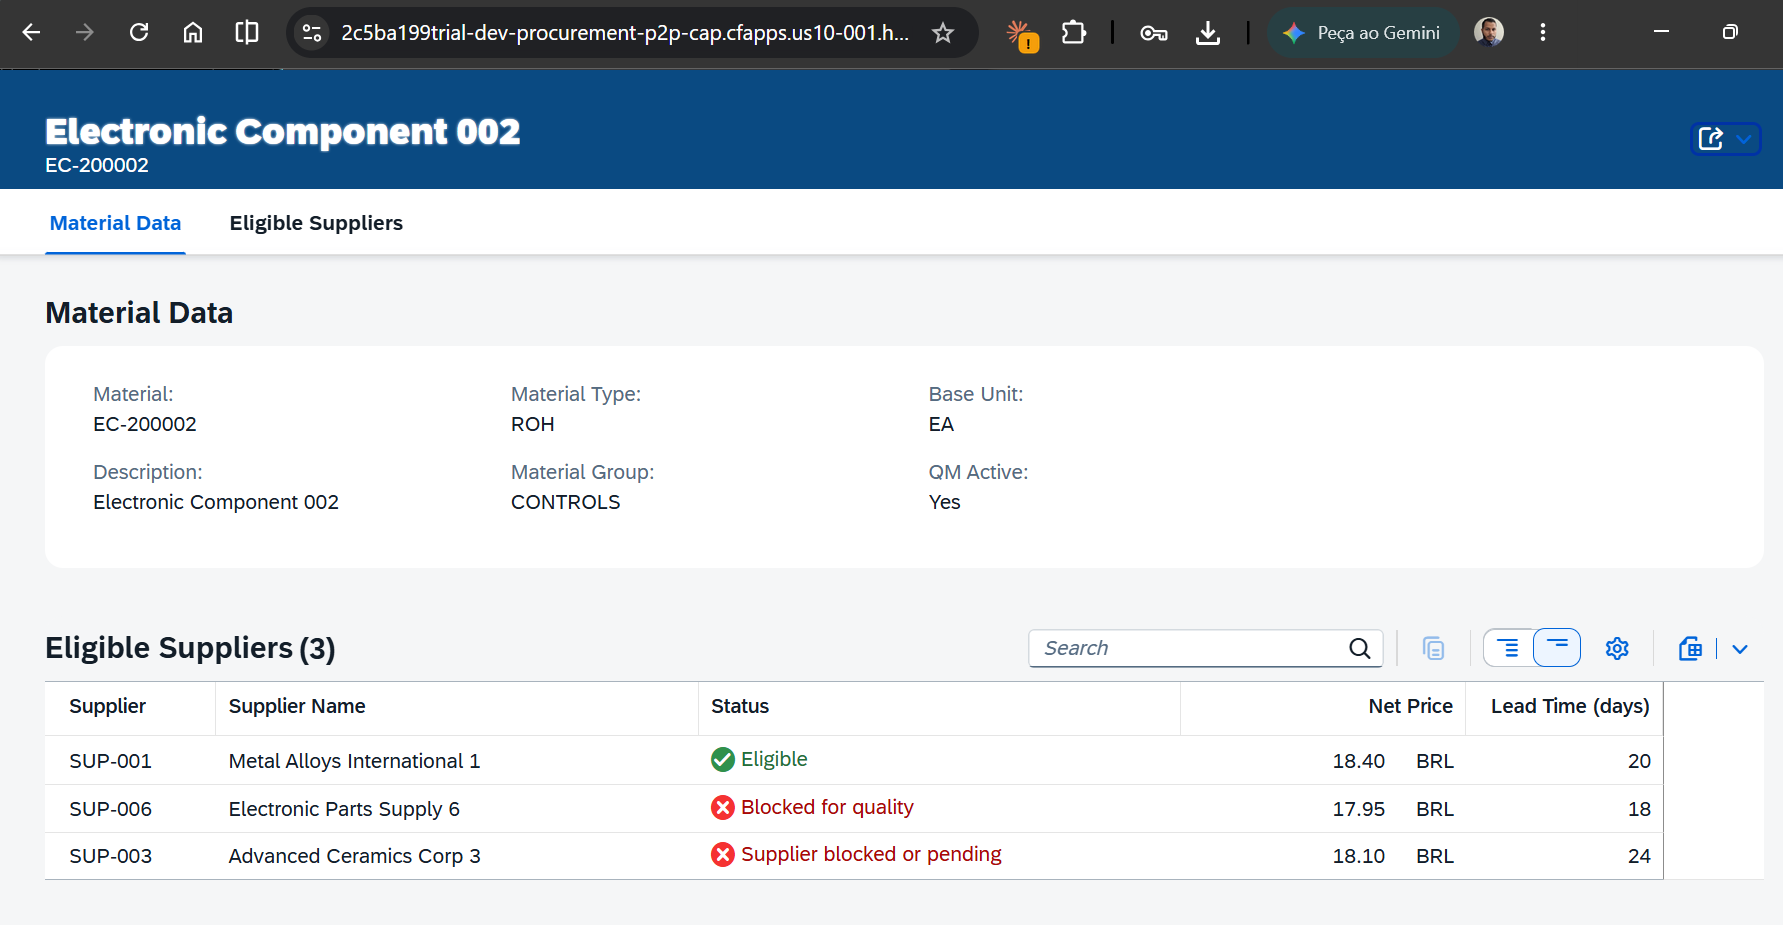 2c5ba199trial-dev-procurement-p2p-cap.cfapps.us10-001.h...
Peça ao Gemini
Electronic Component 002
EC-200002
Material Data
Eligible Suppliers
Material Data
Material:
EC-200002
Material Type:
ROH
Base Unit:
EA
Description:
Electronic Component 002
Material Group:
CONTROLS
QM Active:
Yes
Eligible Suppliers (3)
Search
Supplier Supplier Name Status Net Price Lead Time (days)
SUP-001 Metal Alloys International 1 Eligible 18.40 BRL 20
SUP-006 Electronic Parts Supply 6 Blocked for quality 17.95 BRL 18
SUP-003 Advanced Ceramics Corp 3 Supplier blocked or pending 18.10 BRL 24